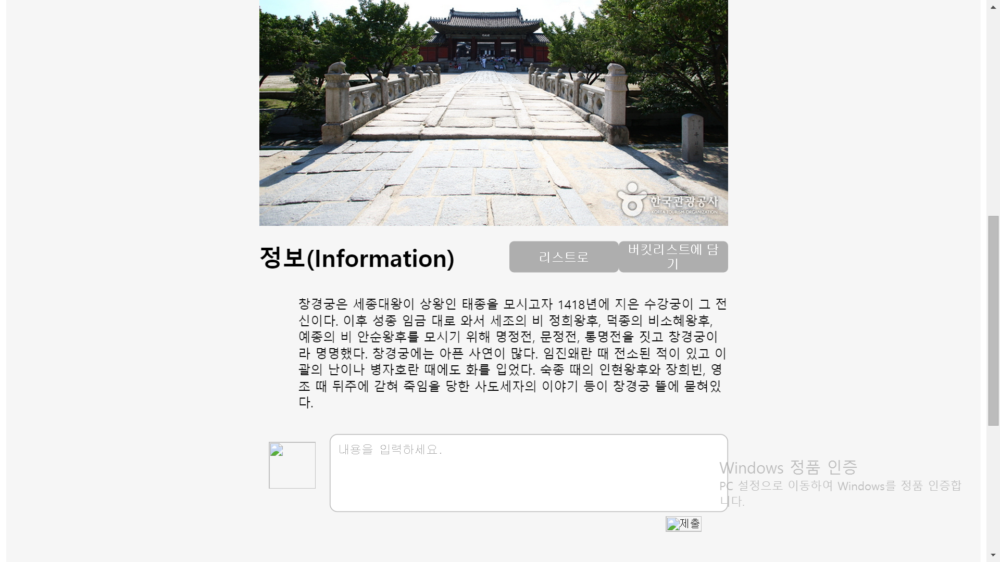 한국관광공사
KOREA TOURISM ORGANIZATION
정보(Information)
리스트로
버킷리스트에 담
기
창경궁은 세종대왕이 상왕인 태종을 모시고자 1418년에 지은 수강궁이 그 전
신이다. 이후 성종 임금 대로 와서 세조의 비 정희왕후, 덕종의 비소혜왕후,
예종의 비 안순왕후를 모시기 위해 명정전, 문정전, 통명전을 짓고 창경궁이
라 명명했다. 창경궁에는 아픈 사연이 많다. 임진왜란 때 전소된 적이 있고 이
괄의 난이나 병자호란 때에도 화를 입었다. 숙종 때의 인현왕후와 장희빈, 영
조 때 뒤주에 갇혀 죽임을 당한 사도세자의 이야기 등이 창경궁 뜰에 묻혀있
다.
내용을 입력하세요.
Windows 정품 인증
PC 설정으로 이동하여 Windows를 정품 인증합
니다.
제출